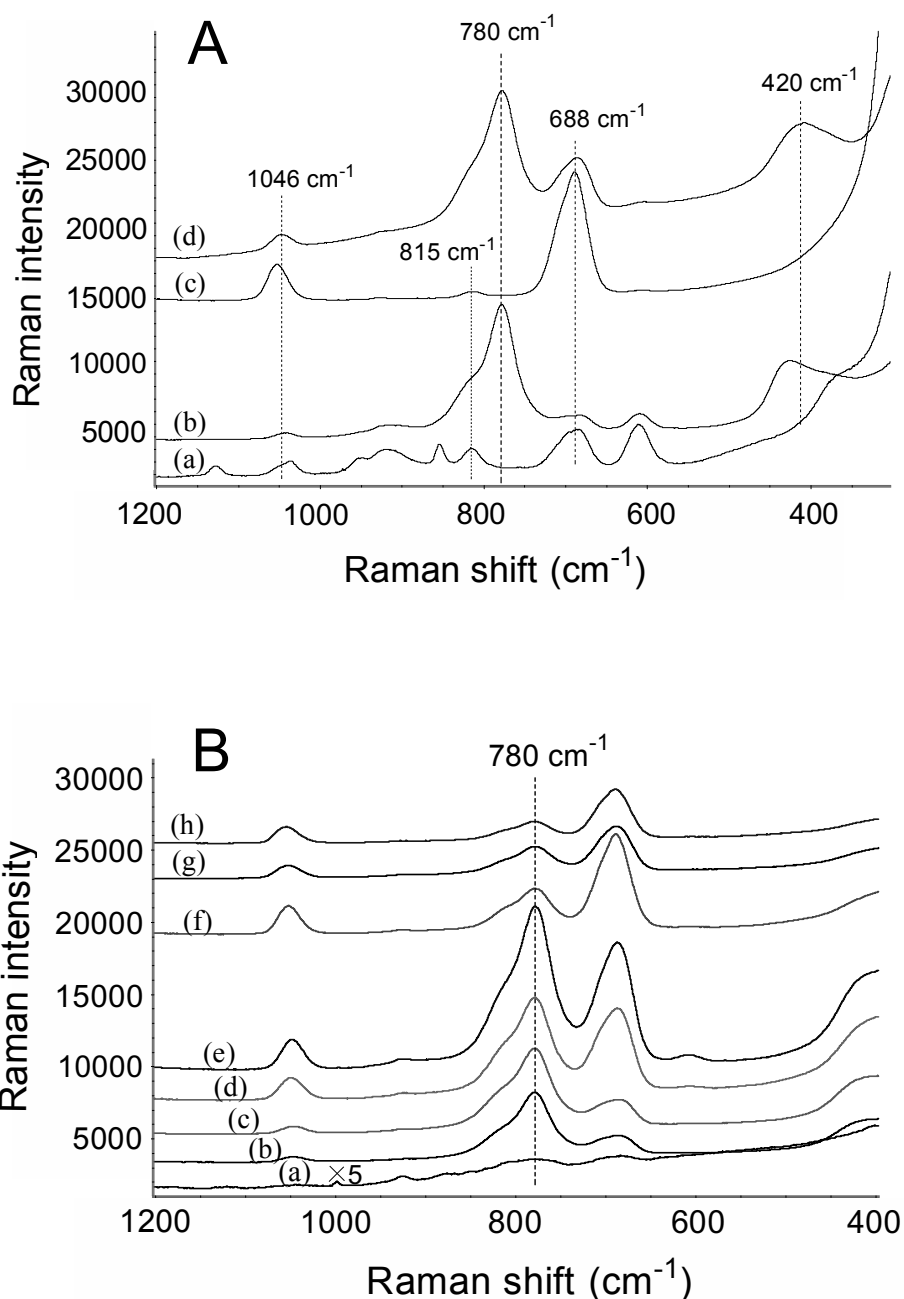 A
780 cm-1
420 cm-1
688 cm-1
1046 cm-1
815 cm-1
30000
25000
20000
15000
10000
5000
Raman intensity
(d)
(c)
(b)
(a)
1200
1000
800
600
400
Raman shift (cm-1)
B
780 cm-1
30000
25000
20000
15000
10000
5000
Raman intensity
(h)
(g)
(f)
(e)
(d)
(c)
(b)
(a) ×5
1200
1000
800
600
400
Raman shift (cm-1)